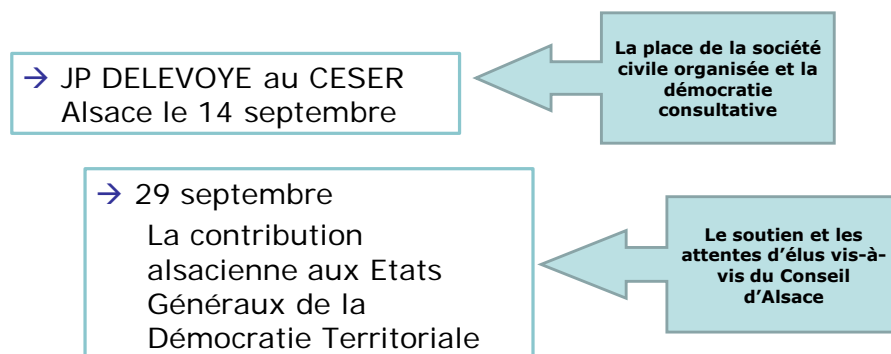 → JP DELEVOYE au CESER
Alsace le 14 septembre
La place de la société
civile organisée et la
démocratie
consultative
→ 29 septembre
La contribution
alsacienne aux Etats
Généraux de la
Démocratie Territoriale
Le soutien et les
attentes d'élus vis-à-
vis du Conseil
d'Alsace